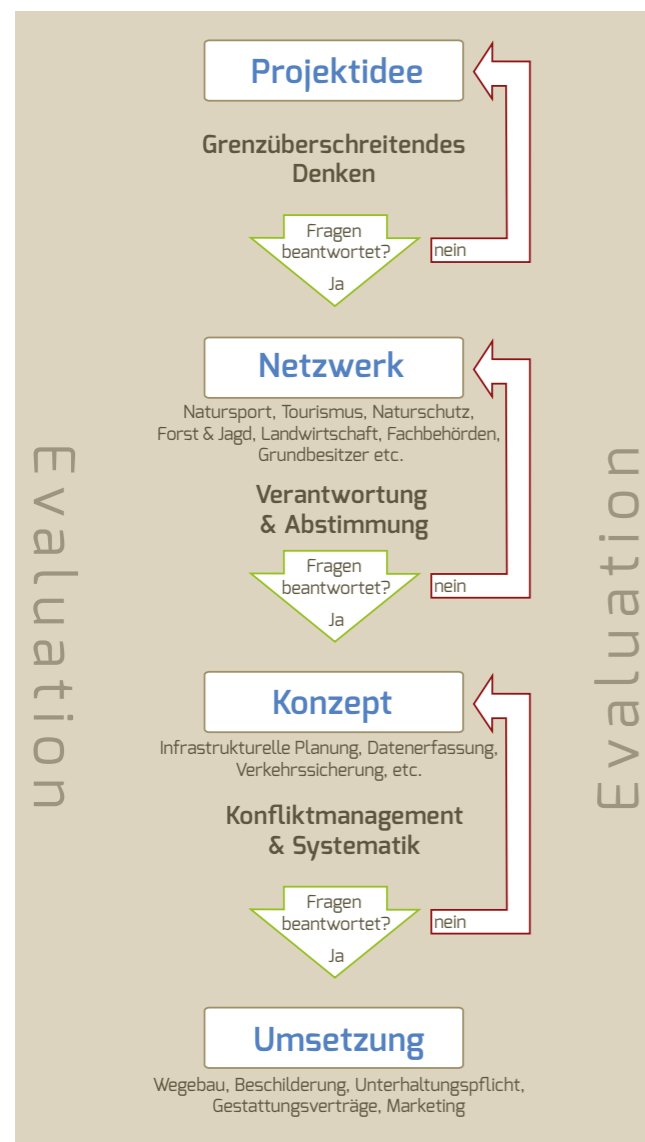 Projektidee
Grenzüberschreitendes
Denken
Fragen
beantwortet?
Ja
nein
Netzwerk
Natursport, Tourismus, Naturschutz,
Forst & Jagd, Landwirtschaft, Fachbehörden,
Grundbesitzer etc.
Verantwortung
& Abstimmung
Fragen
beantwortet?
Ja
nein
Konzept
Infrastrukturelle Planung, Datenerfassung,
Verkehrssicherung, etc.
Konfliktmanagement
& Systematik
Fragen
beantwortet?
Ja
nein
Umsetzung
Wegebau, Beschilderung, Unterhaltungspflicht,
Gestattungsverträge, Marketing
Evaluation
Evaluation